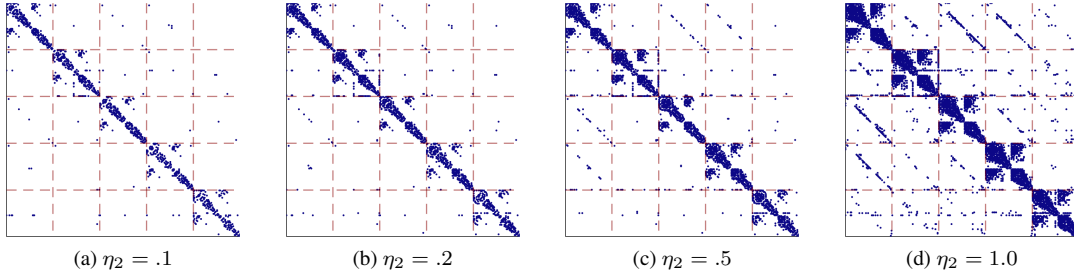 (a) η₂ = .1
(b) η₂ = .2
(c) η₂ = .5
(d) η₂ = 1.0